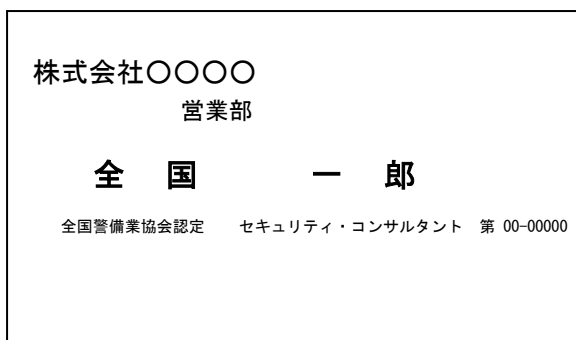 株式会社〇〇〇〇
営業部
全 国 一 郎
全国警備業協会認定 セキュリティ・コンサルタント 第 00-00000